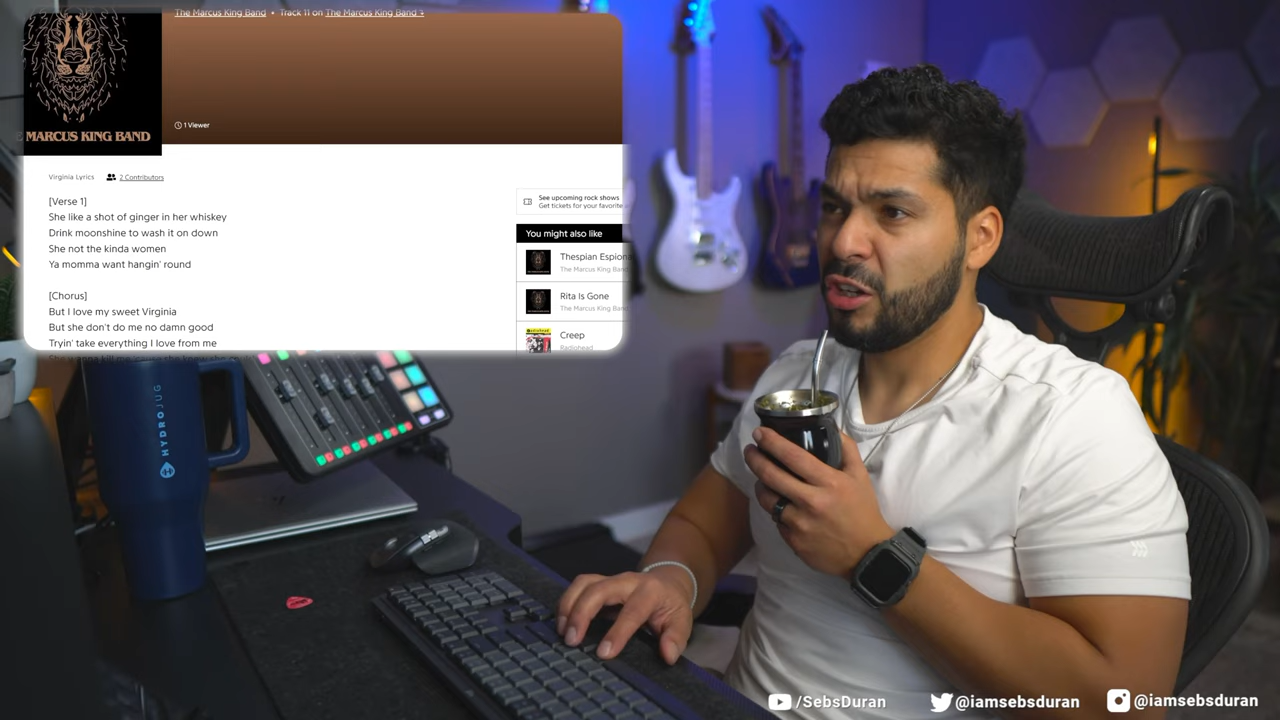 The Marcus King Band • Track 11 on The Marcus King Band
MARCUS KING BAND
1 Viewer
Virginia Lyrics 2 Contributors
[Verse 1]
She like a shot of ginger in her whiskey
Drink moonshine to wash it on down
She not the kinda women
Ya momma want hangin' round
[Chorus]
But I love my sweet Virginia
But she don't do me no damn good
Tryin' take everything I love from me
See upcoming rock shows
Get tickets for your favorite
You might also like
Thespian Espion
The Marcus King Band
Rita Is Gone
The Marcus King Band
Creep
Radiohead
HYDROJUG
/SebsDuran @iamsebsduran @iamsebsduran